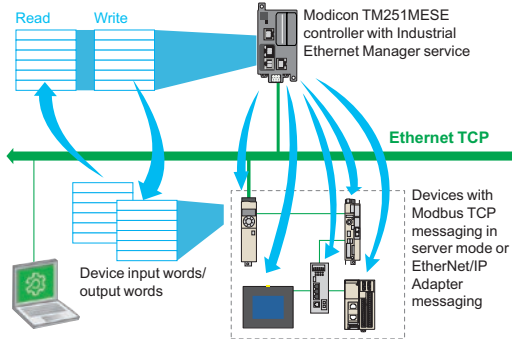 Read Write
Modicon TM251MESE
controller with Industrial
Ethernet Manager service
Ethernet TCP
Devices with
Modbus TCP
messaging in
server mode or
EtherNet/IP
Adapter
messaging
Device input words/
output words